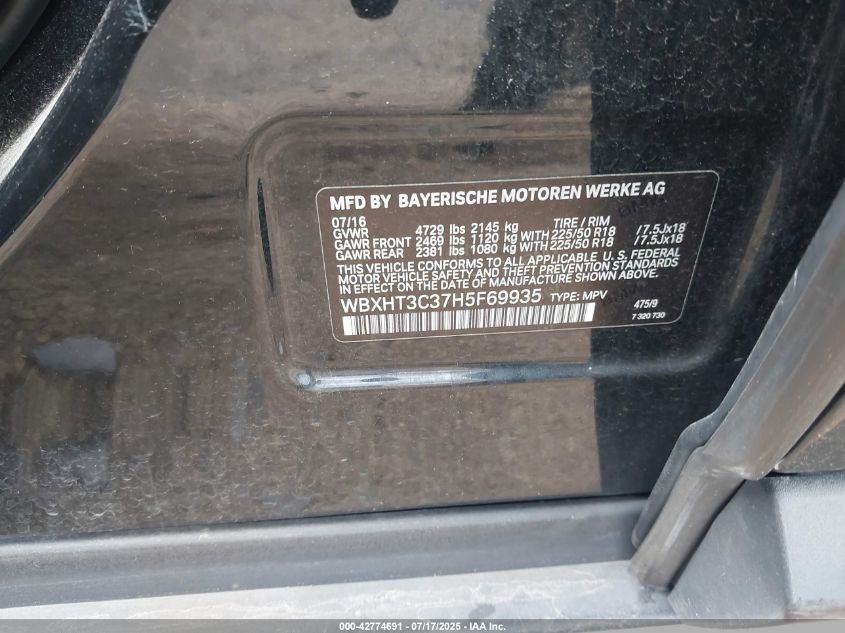 MFD BY BAYERISCHE MOTOREN WERKE AG
07/16 TIRE / RIM
GVWR 4729 lbs 2145 kg
GAWR FRONT 2469 lbs 1120 kg WITH 225/50 R18 /7.5Jx18
GAWR REAR 2381 lbs 1080 kg WITH 225/50 R18 /7.5Jx18
THIS VEHICLE CONFORMS TO ALL APPLICABLE U. S. FEDERAL
MOTOR VEHICLE SAFETY AND THEFT PREVENTION STANDARDS
IN EFFECT ON THE DATE OF MANUFACTURE SHOWN ABOVE.
WBXHT3C37H5F69935 TYPE: MPV 475/9
7 320 730
000-42774691 - 07/17/2025 - IAA Inc.